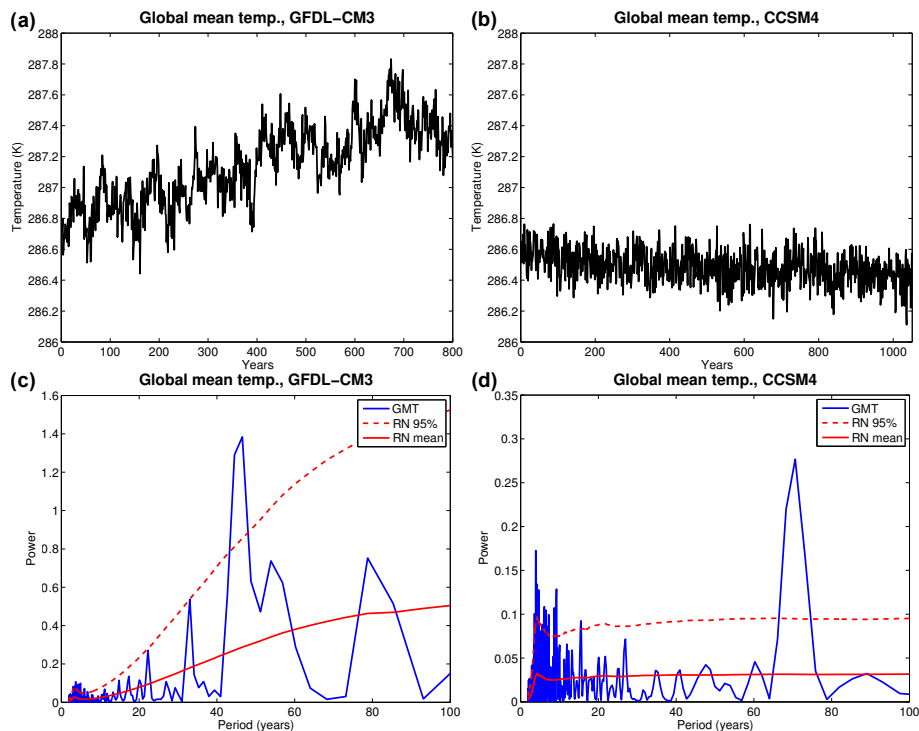 (a) Global mean temp., GFDL−CM3
288
287.8
287.6
287.4
287.2
287
286.8
286.6
286.4
286.2
286
Temperature (K)
0 100 200 300 400 500 600 700 800
Years
(b) Global mean temp., CCSM4
288
287.8
287.6
287.4
287.2
287
286.8
286.6
286.4
286.2
286
Temperature (K)
0 200 400 600 800 1000
Years
(c) Global mean temp., GFDL−CM3
1.6
1.4
1.2
1
0.8
0.6
0.4
0.2
0
Power
GMT
RN 95%
RN mean
0 20 40 60 80 100
Period (years)
(d) Global mean temp., CCSM4
0.35
0.3
0.25
0.2
0.15
0.1
0.05
0
Power
GMT
RN 95%
RN mean
0 20 40 60 80 100
Period (years)